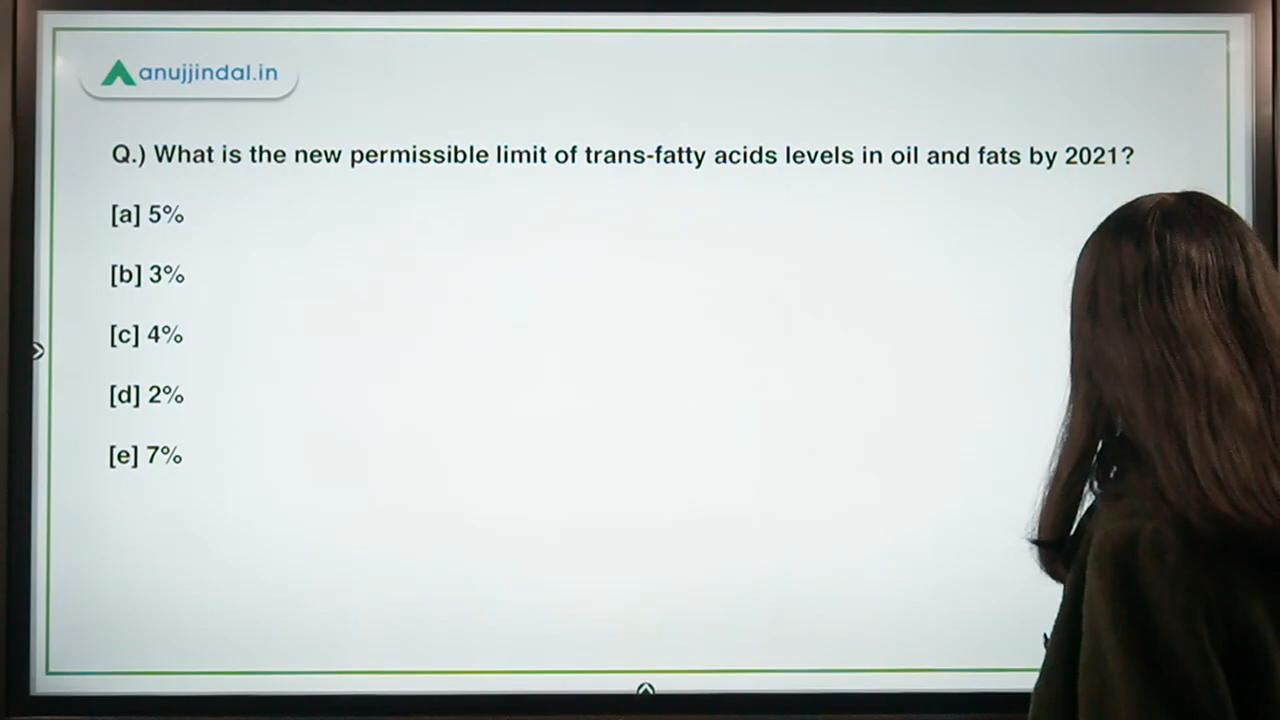 anujjindal.in
Q.) What is the new permissible limit of trans-fatty acids levels in oil and fats by 2021?
[a] 5%
[b] 3%
[c] 4%
[d] 2%
[e] 7%